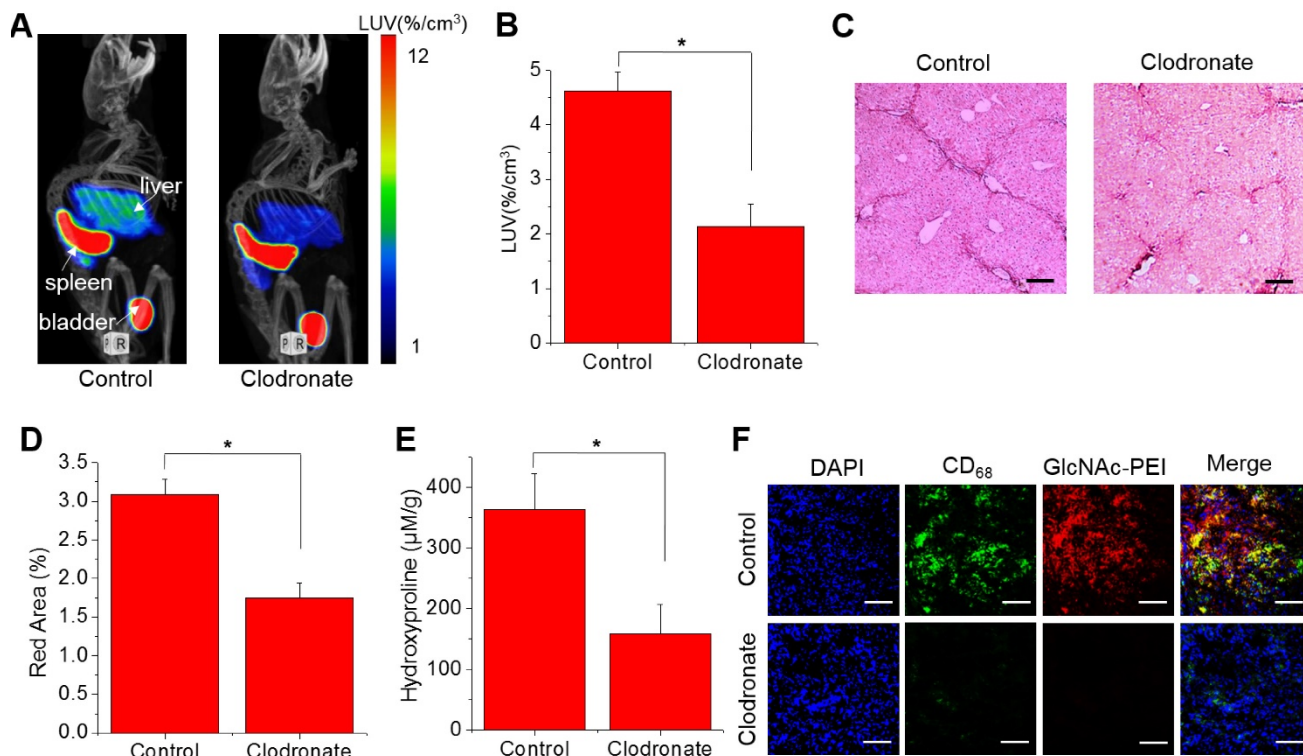 A
LUV(%/cm³)
12
1
liver
spleen
bladder
P R
P R
Control
Clodronate
B
*
LUV(%/cm³)
5
4
3
2
1
0
Control
Clodronate
C
Control
Clodronate
D
*
Red Area (%)
3.5
3.0
2.5
2.0
1.5
1.0
0.5
0.0
Control
Clodronate
E
*
Hydroxyproline (µM/g)
400
300
200
100
0
Control
Clodronate
F
DAPI
CD₆₈
GlcNAc-PEI
Merge
Control
Clodronate